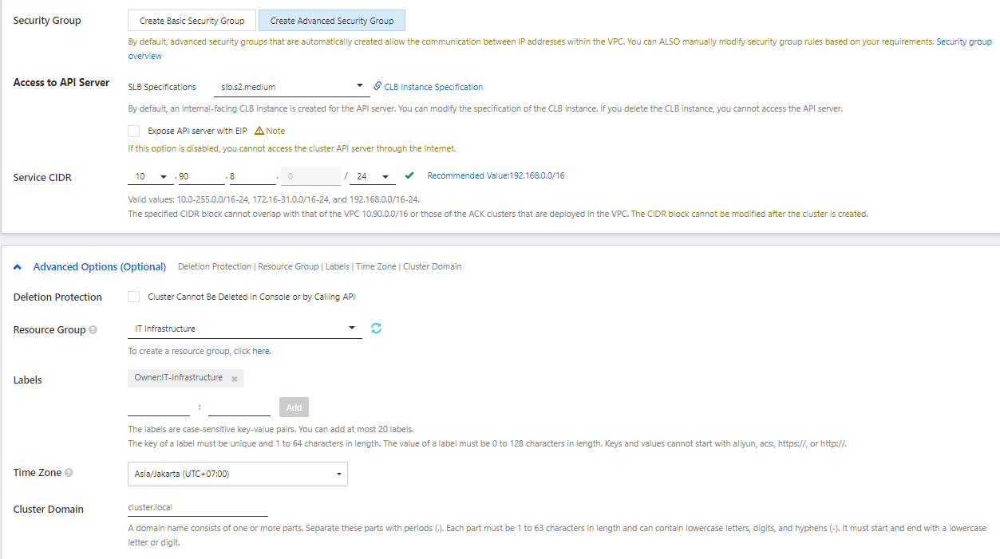 Security Group
Create Basic Security Group
Create Advanced Security Group
By default, advanced security groups that are automatically created allow the communication between IP addresses within the VPC. You can ALSO manually modify security group rules based on your requirements. Security group
overview
Access to API Server
SLB Specifications
slb.s2.medium
CLB Instance Specification
By default, an internal-facing CLB instance is created for the API server. You can modify the specification of the CLB instance. If you delete the CLB instance, you cannot access the API server.
Expose API server with EIP
Note
If this option is disabled, you cannot access the cluster API server through the Internet.
Service CIDR
10 . 90 . 8 . 0 / 24
Recommended Value:192.168.0.0/16
Valid values: 10.0-255.0.0/16-24, 172.16-31.0.0/16-24, and 192.168.0.0/16-24.
The specified CIDR block cannot overlap with that of the VPC 10.90.0.0/16 or those of the ACK clusters that are deployed in the VPC. The CIDR block cannot be modified after the cluster is created.
Advanced Options (Optional)
Deletion Protection | Resource Group | Labels | Time Zone | Cluster Domain
Deletion Protection
Cluster Cannot Be Deleted in Console or by Calling API
Resource Group
IT Infrastructure
To create a resource group, click here.
Labels
Owner:IT-Infrastructure
:
Add
The labels are case-sensitive key-value pairs. You can add at most 20 labels.
The key of a label must be unique and 1 to 64 characters in length. The value of a label must be 0 to 128 characters in length. Keys and values cannot start with aliyun, acs:, https://, or http://.
Time Zone
Asia/Jakarta (UTC+07:00)
Cluster Domain
cluster.local
A domain name consists of one or more parts. Separate these parts with periods (.). Each part must be 1 to 63 characters in length and can contain lowercase letters, digits, and hyphens (-). It must start and end with a lowercase
letter or digit.